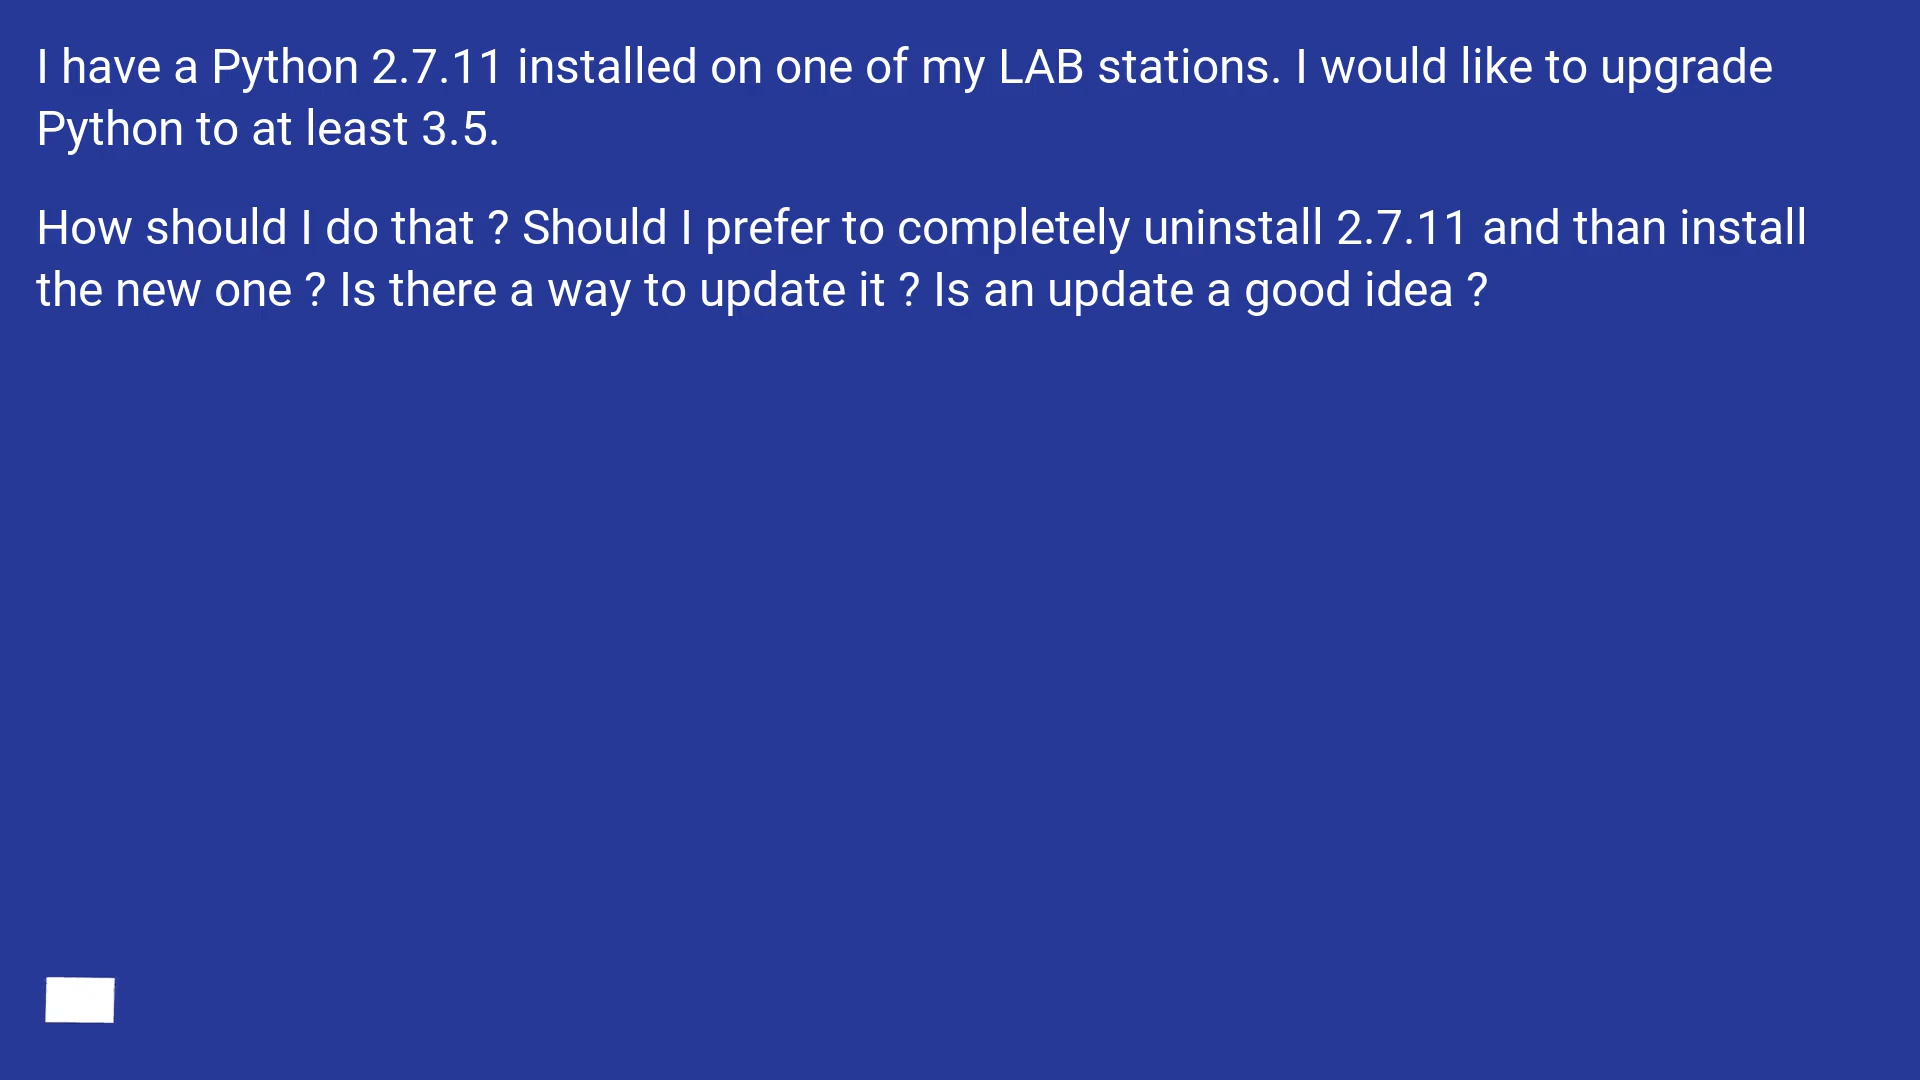 I have a Python 2.7.11 installed on one of my LAB stations. I would like to upgrade
Python to at least 3.5.
How should I do that ? Should I prefer to completely uninstall 2.7.11 and than install
the new one ? Is there a way to update it ? Is an update a good idea ?